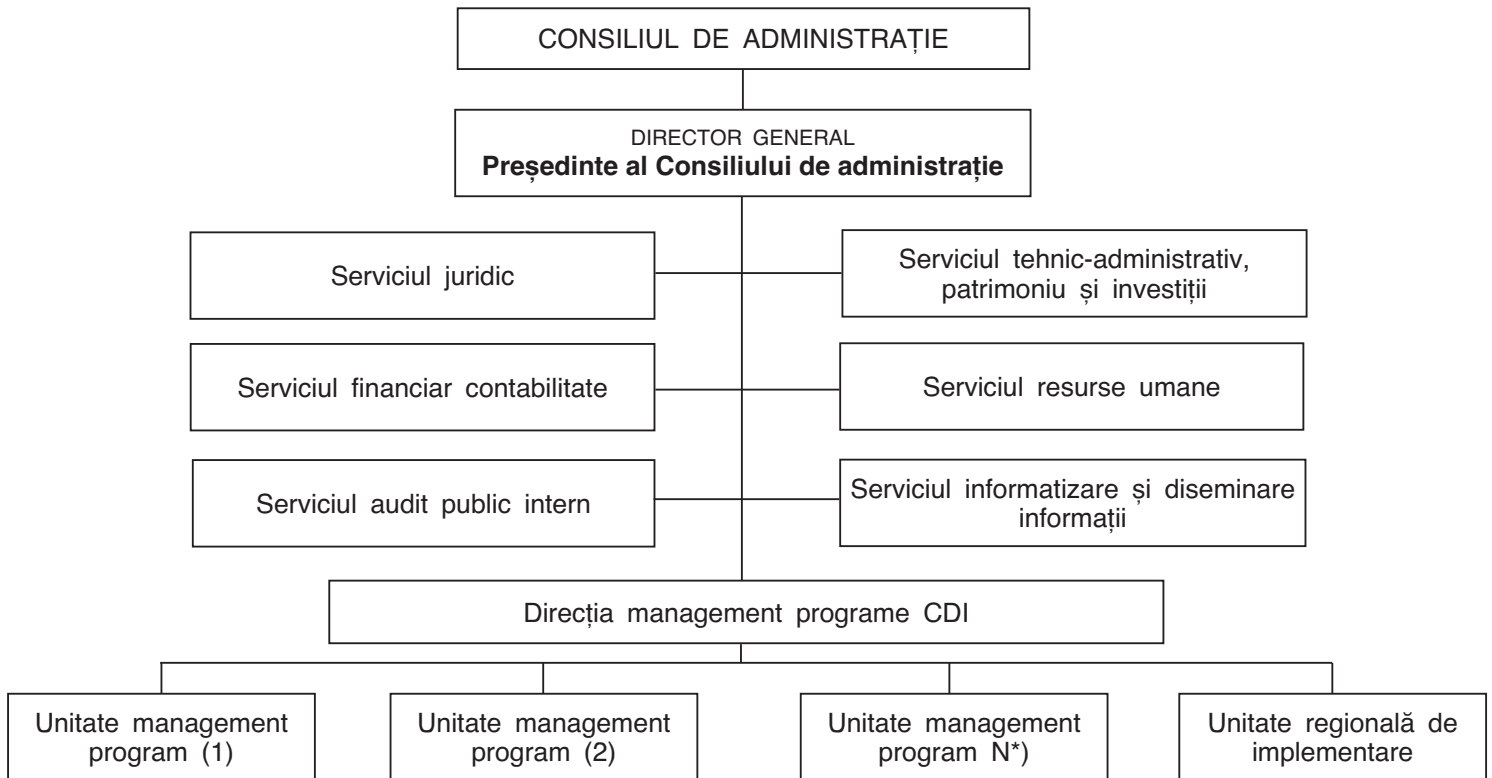 CONSILIUL DE ADMINISTRAȚIE
DIRECTOR GENERAL
Președinte al Consiliului de administrație
Serviciul juridic
Serviciul tehnic-administrativ,
patrimoniu și investiții
Serviciul financiar contabilitate
Serviciul resurse umane
Serviciul audit public intern
Serviciul informatizare și diseminare
informații
Direcția management programe CDI
Unitate management
program (1)
Unitate management
program (2)
Unitate management
program N*)
Unitate regională de
implementare